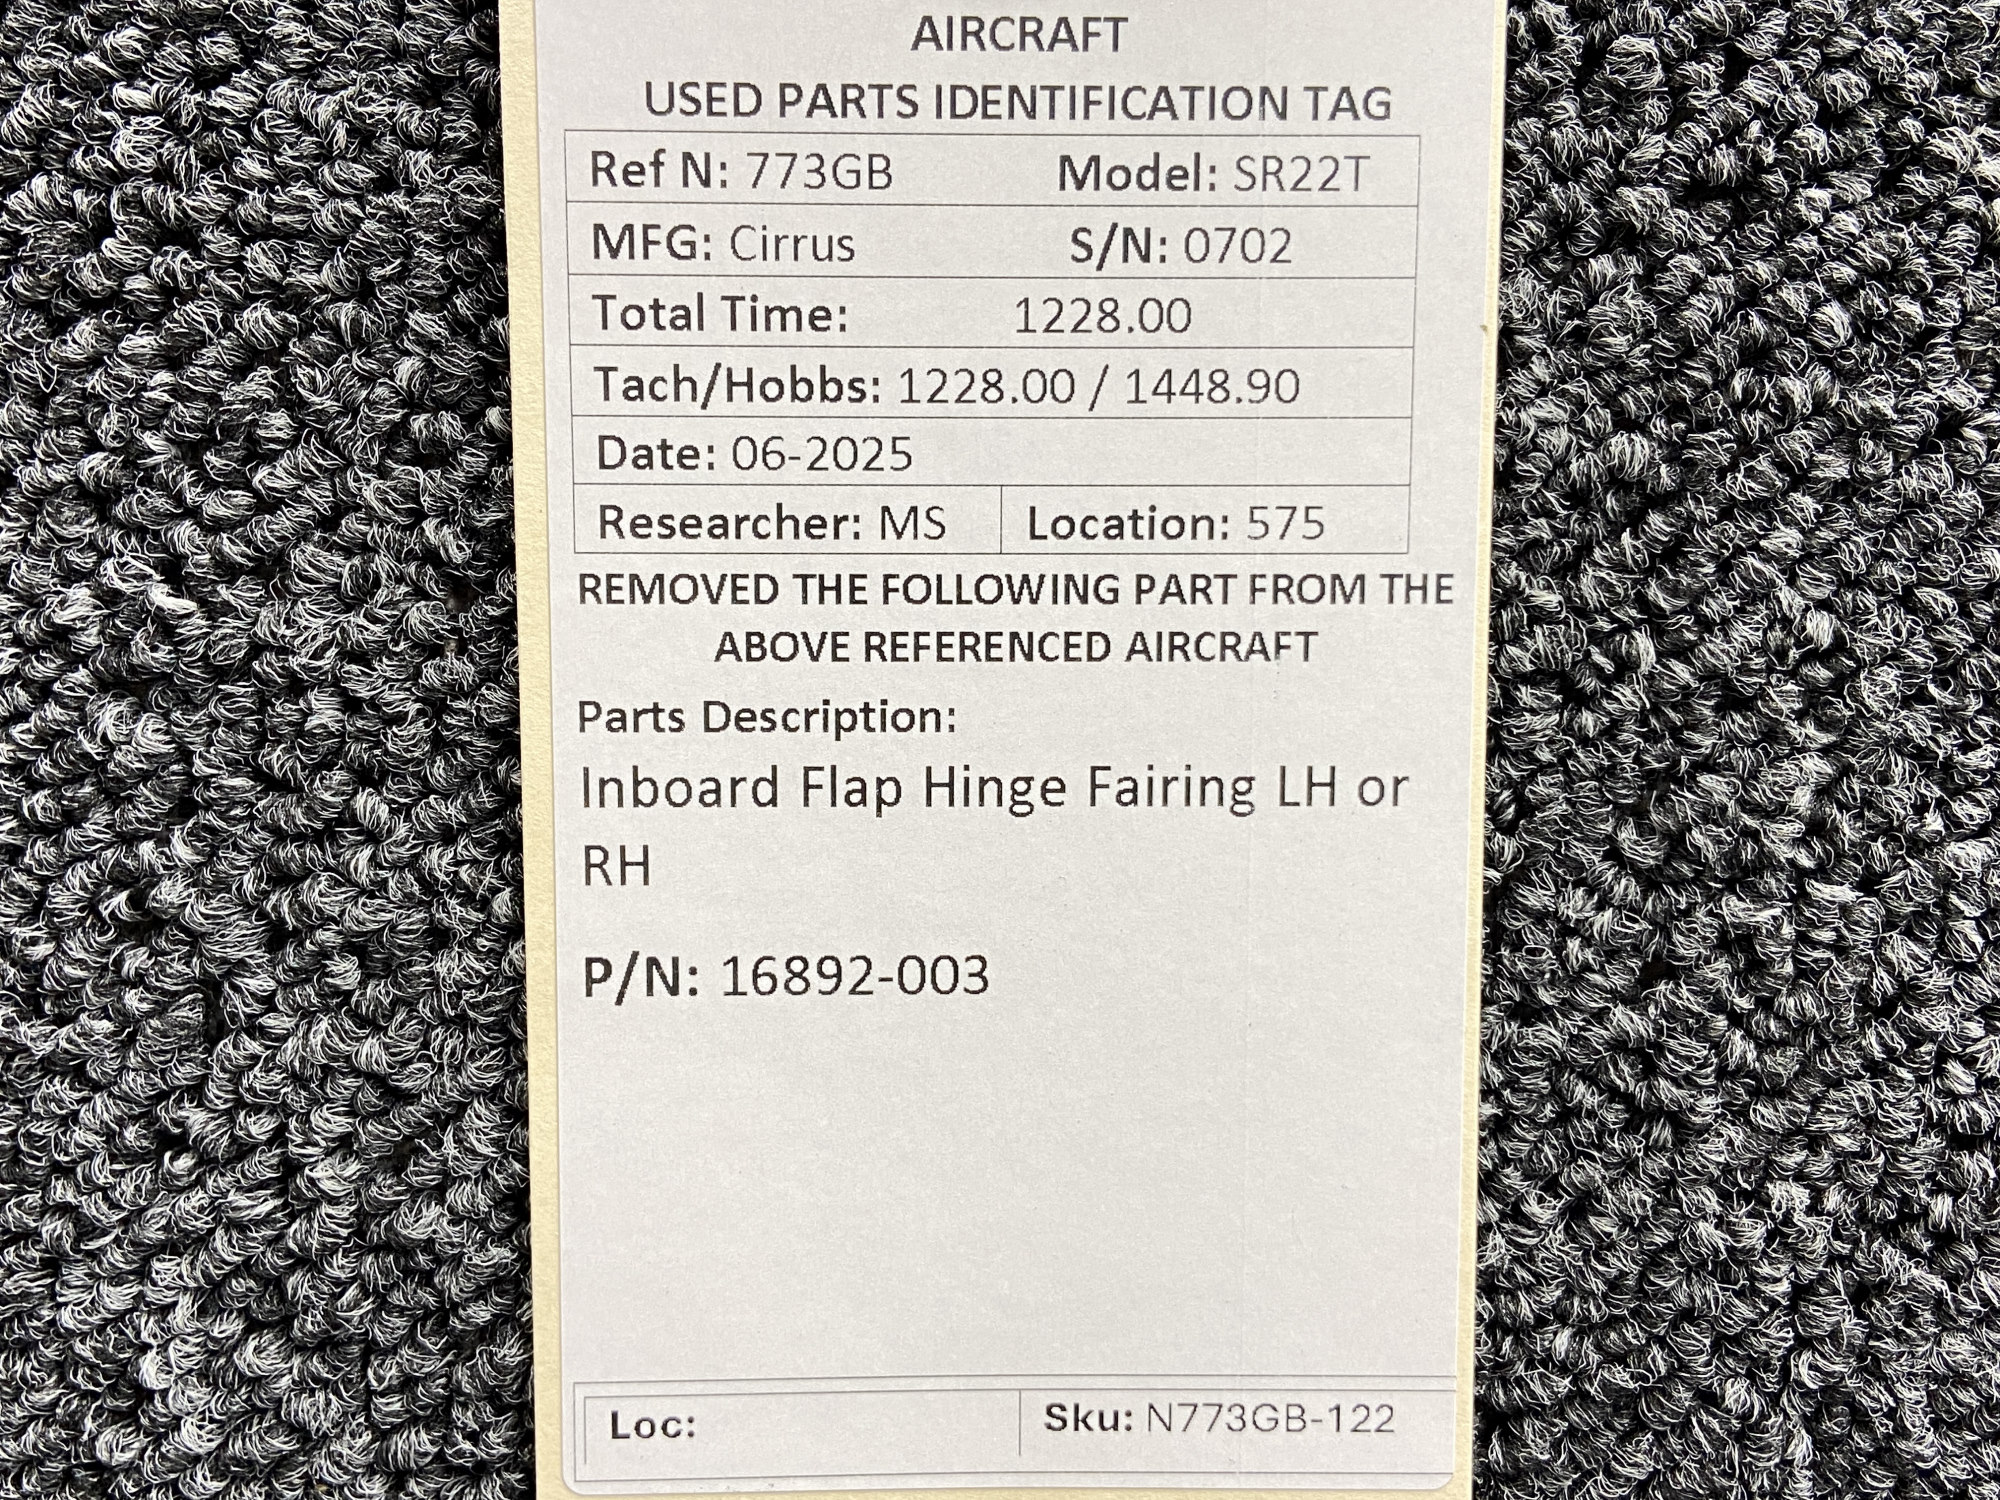 AIRCRAFT
USED PARTS IDENTIFICATION TAG
Ref N: 773GB Model: SR22T
MFG: Cirrus S/N: 0702
Total Time: 1228.00
Tach/Hobbs: 1228.00 / 1448.90
Date: 06-2025
Researcher: MS Location: 575
REMOVED THE FOLLOWING PART FROM THE
ABOVE REFERENCED AIRCRAFT
Parts Description:
Inboard Flap Hinge Fairing LH or
RH
P/N: 16892-003
Loc: Sku: N773GB-122